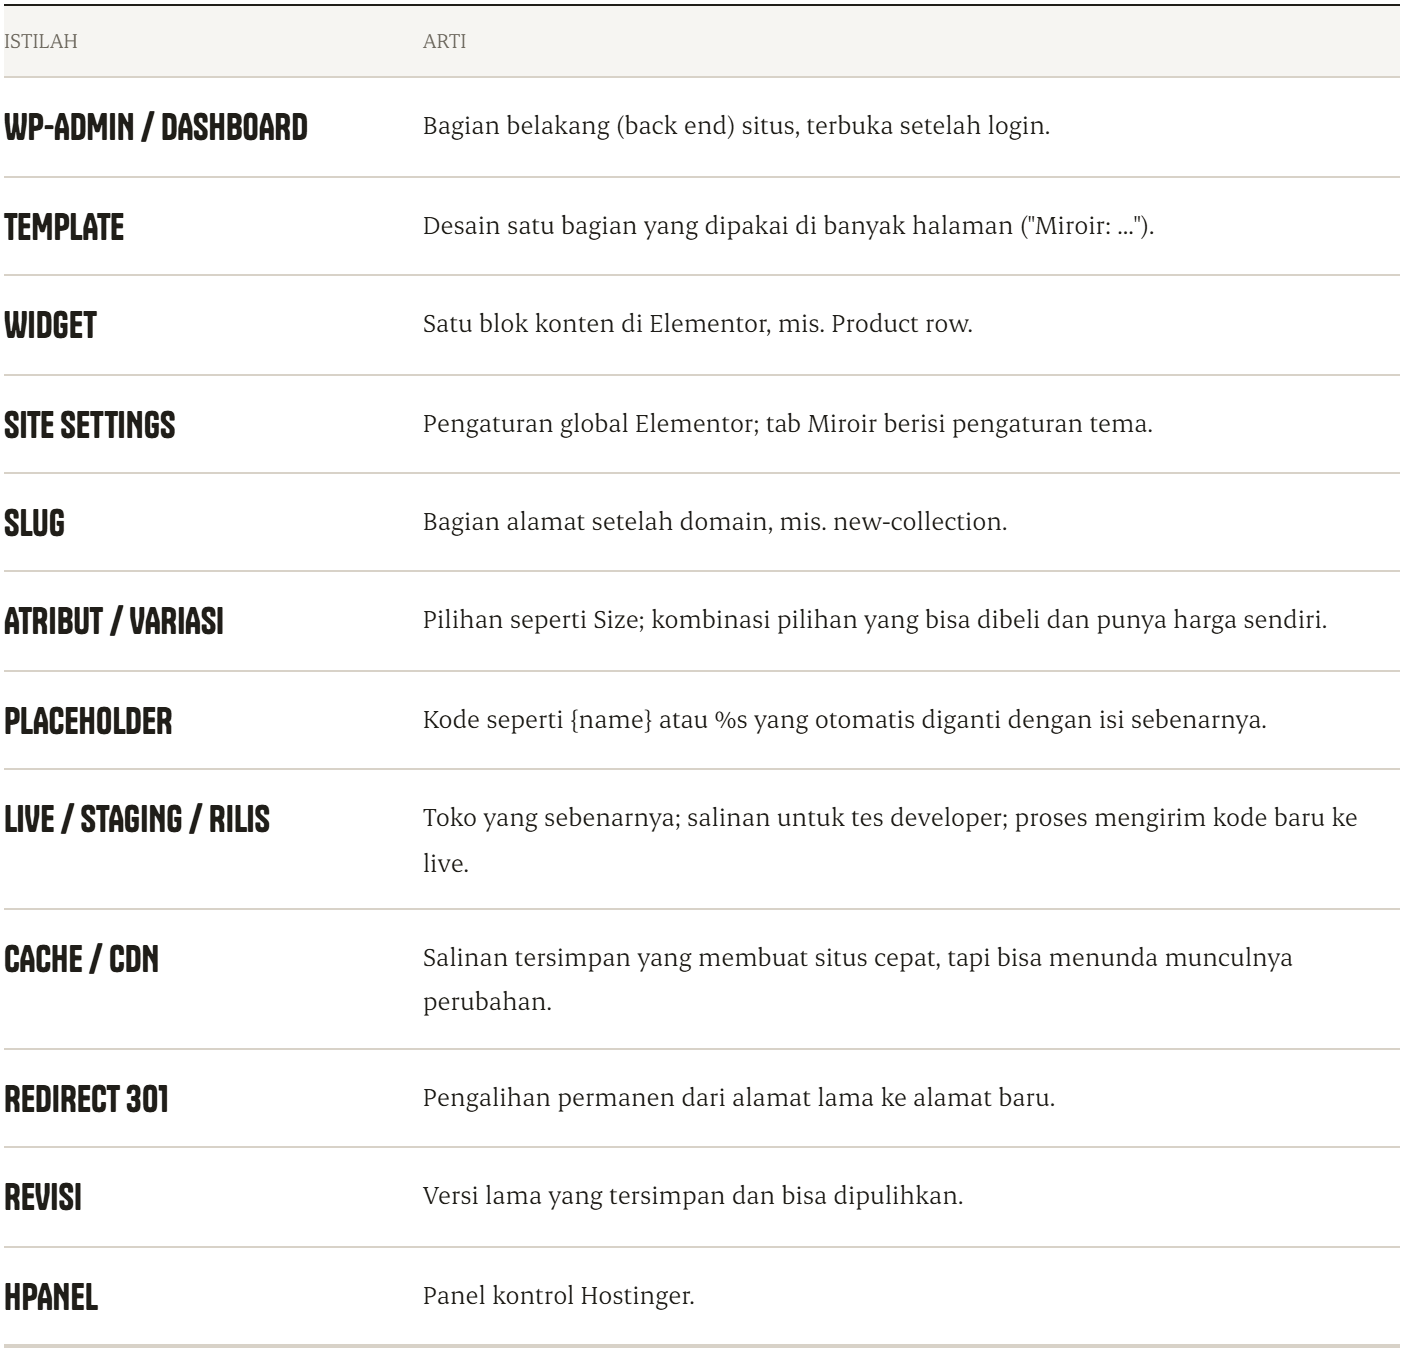 ISTILAH ARTI
WP-ADMIN / DASHBOARD Bagian belakang (back end) situs, terbuka setelah login.
TEMPLATE Desain satu bagian yang dipakai di banyak halaman ("Miroir: ...").
WIDGET Satu blok konten di Elementor, mis. Product row.
SITE SETTINGS Pengaturan global Elementor; tab Miroir berisi pengaturan tema.
SLUG Bagian alamat setelah domain, mis. new-collection.
ATRIBUT / VARIASI Pilihan seperti Size; kombinasi pilihan yang bisa dibeli dan punya harga sendiri.
PLACEHOLDER Kode seperti {name} atau %s yang otomatis diganti dengan isi sebenarnya.
LIVE / STAGING / RILIS Toko yang sebenarnya; salinan untuk tes developer; proses mengirim kode baru ke
live.
CACHE / CDN Salinan tersimpan yang membuat situs cepat, tapi bisa menunda munculnya
perubahan.
REDIRECT 301 Pengalihan permanen dari alamat lama ke alamat baru.
REVISI Versi lama yang tersimpan dan bisa dipulihkan.
HPANEL Panel kontrol Hostinger.